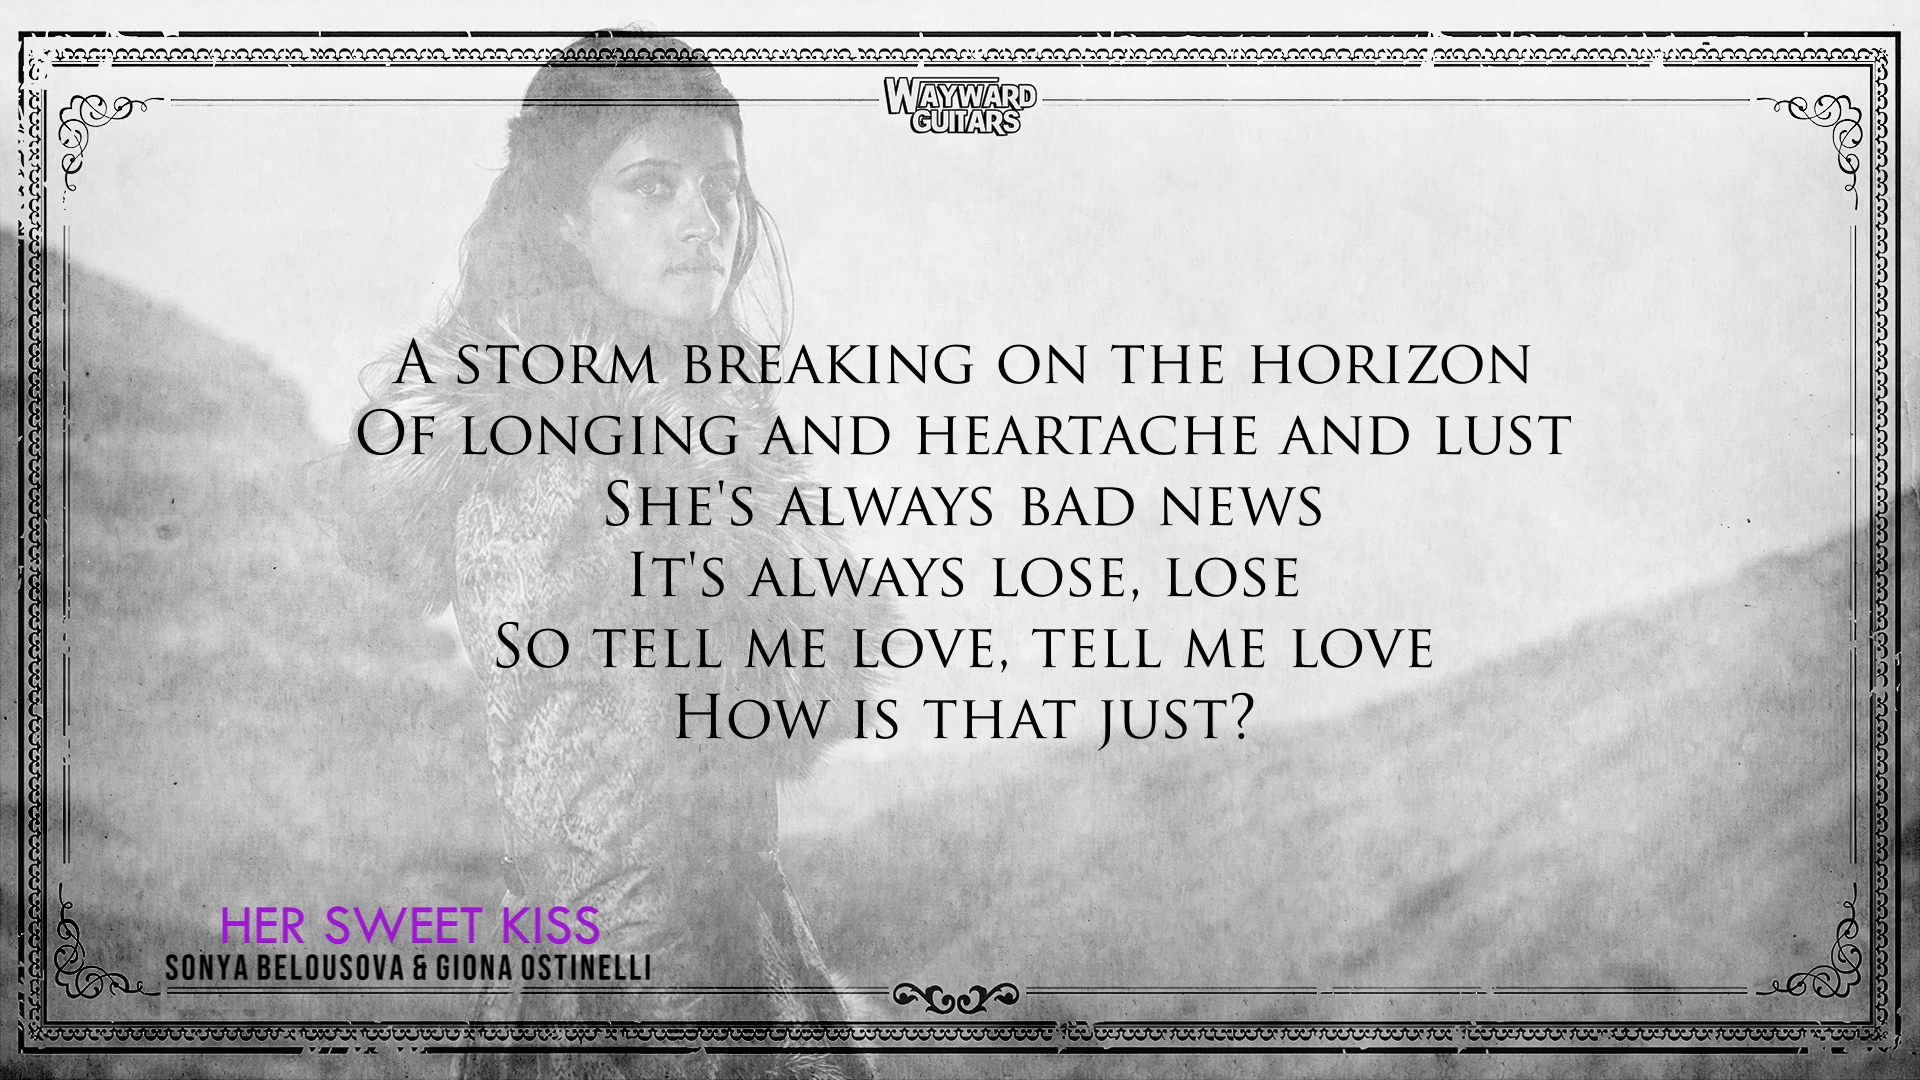 WAYWARD
GUITARS
A STORM BREAKING ON THE HORIZON
OF LONGING AND HEARTACHE AND LUST
SHE'S ALWAYS BAD NEWS
IT'S ALWAYS LOSE, LOSE
SO TELL ME LOVE, TELL ME LOVE
HOW IS THAT JUST?
HER SWEET KISS
SONYA BELOUSOVA & GIONA OSTINELLI